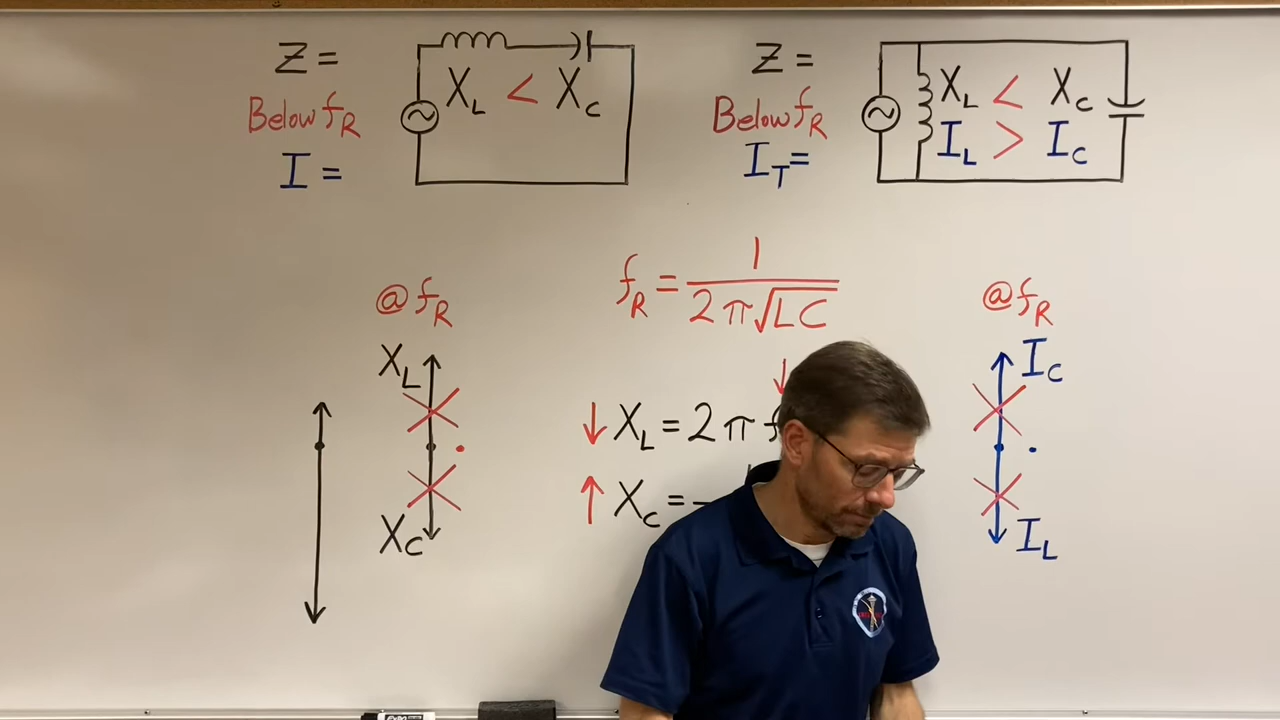 Z =
Below fR
I =
XL < XC
Z =
Below fR
IT =
XL < XC
IL > IC
@fR
XL
XC
fR = 1 / 2π√LC
↓
↓ XL = 2π f
↑ XC =
@fR
IC
IL